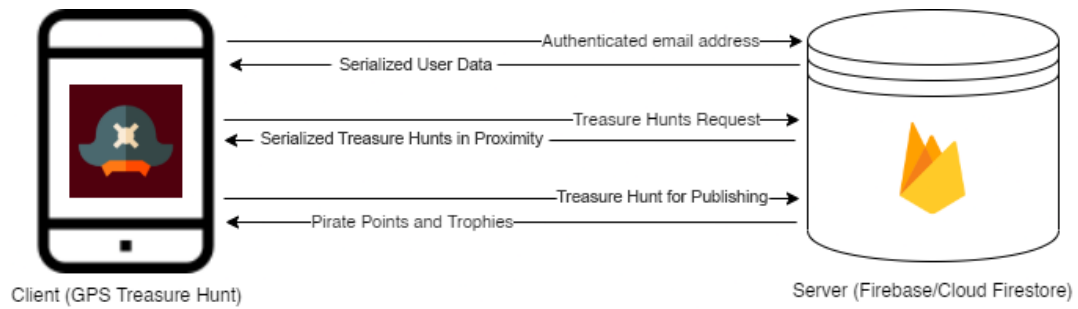 Authenticated email address
Serialized User Data
Treasure Hunts Request
Serialized Treasure Hunts in Proximity
Treasure Hunt for Publishing
Pirate Points and Trophies
Client (GPS Treasure Hunt)
Server (Firebase/Cloud Firestore)